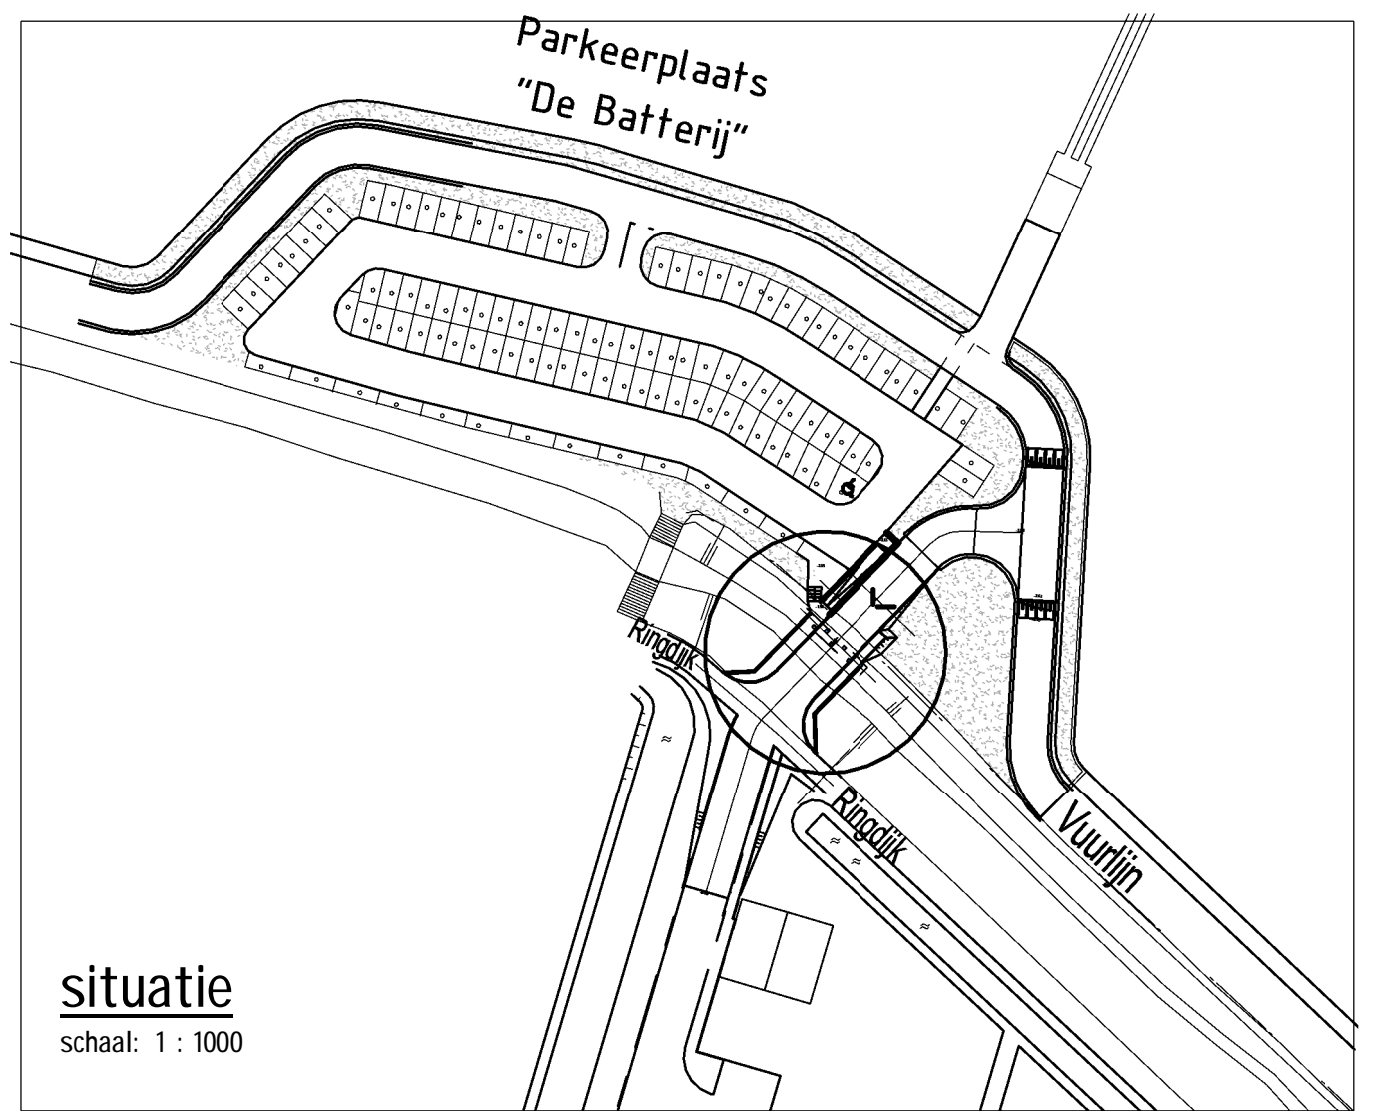 Parkeerplaats
"De Batterij"
Ringdijk
Ringdijk
Vuurlijn
situatie
schaal: 1 : 1000